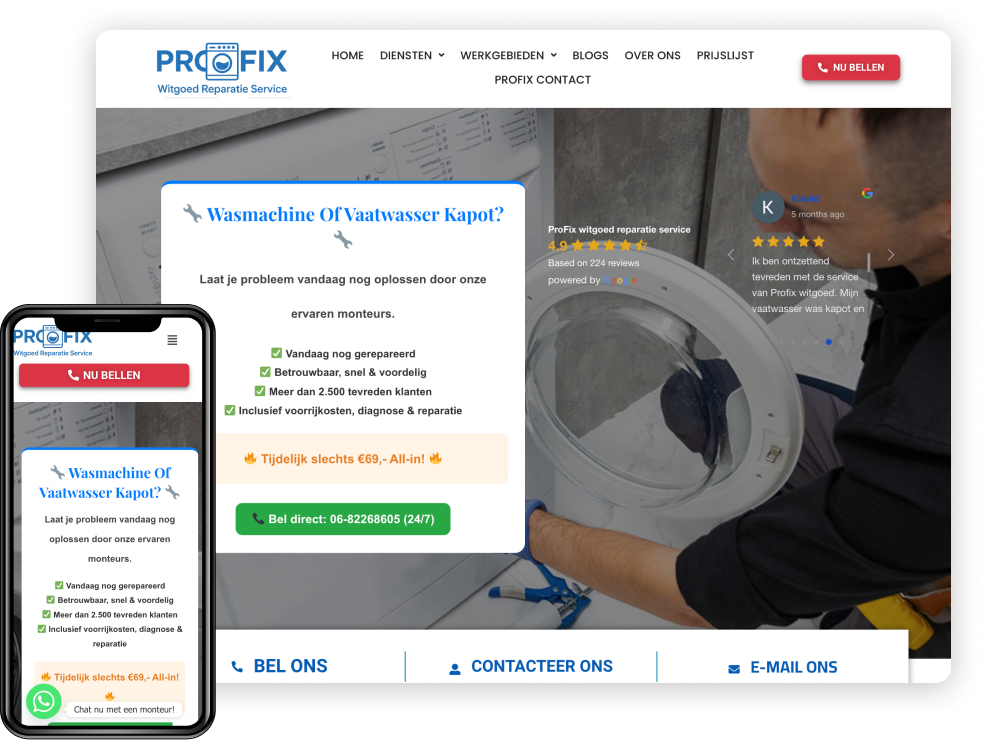 PROFIX
Witgoed Reparatie Service
HOME DIENSTEN WERKGEBIEDEN BLOGS OVER ONS PRIJSLIJST
PROFIX CONTACT
NU BELLEN
Wasmachine Of Vaatwasser Kapot?
Laat je probleem vandaag nog oplossen door onze
ervaren monteurs.
Vandaag nog gerepareerd
Betrouwbaar, snel & voordelig
Meer dan 2.500 tevreden klanten
Inclusief voorrijkosten, diagnose & reparatie
Tijdelijk slechts €69,- All-in!
Bel direct: 06-82268605 (24/7)
ProFix witgoed reparatie service
4.9
Based on 224 reviews
powered by Google
K
5 months ago
Ik ben ontzettend
tevreden met de service
van Profix witgoed. Mijn
vaatwasser was kapot en
BEL ONS
CONTACTEER ONS
E-MAIL ONS
PROFIX
Witgoed Reparatie Service
NU BELLEN
Wasmachine Of
Vaatwasser Kapot?
Laat je probleem vandaag nog
oplossen door onze ervaren
monteurs.
Vandaag nog gerepareerd
Betrouwbaar, snel & voordelig
Meer dan 2.500 tevreden klanten
Inclusief voorrijkosten, diagnose &
reparatie
Tijdelijk slechts €69,- All-in!
Chat nu met een monteur!